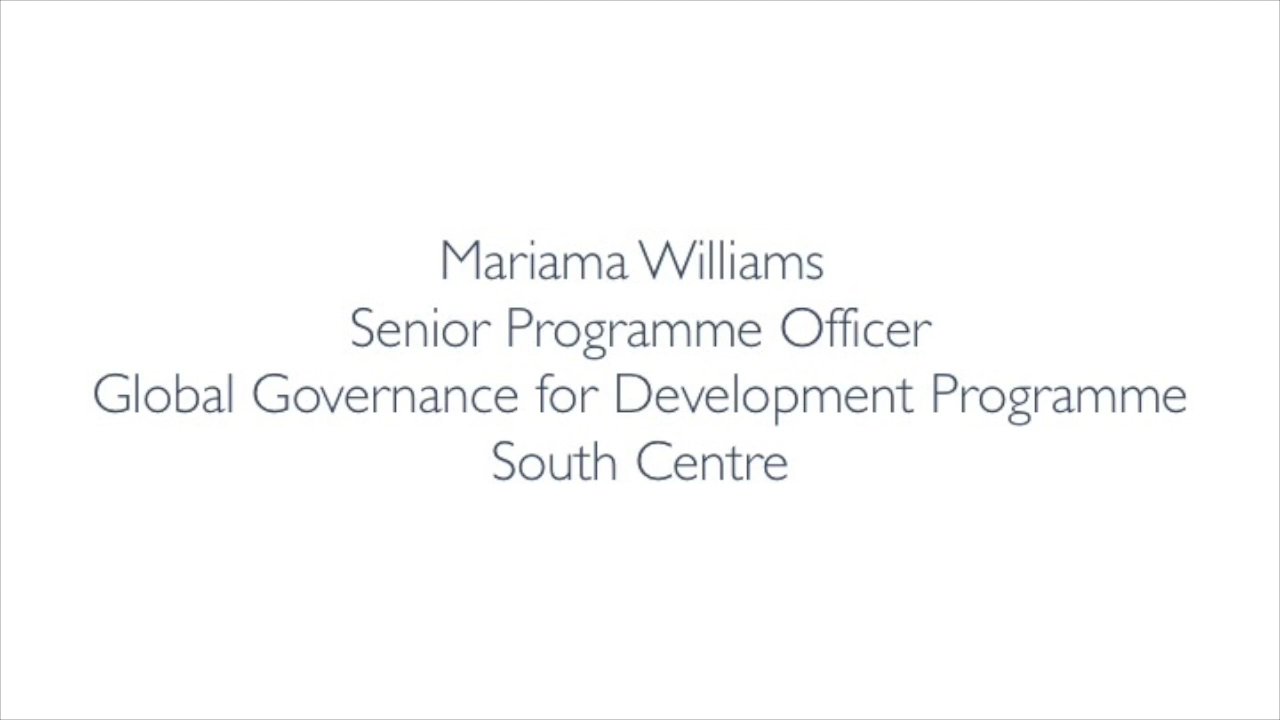 Mariama Williams
Senior Programme Officer
Global Governance for Development Programme
South Centre